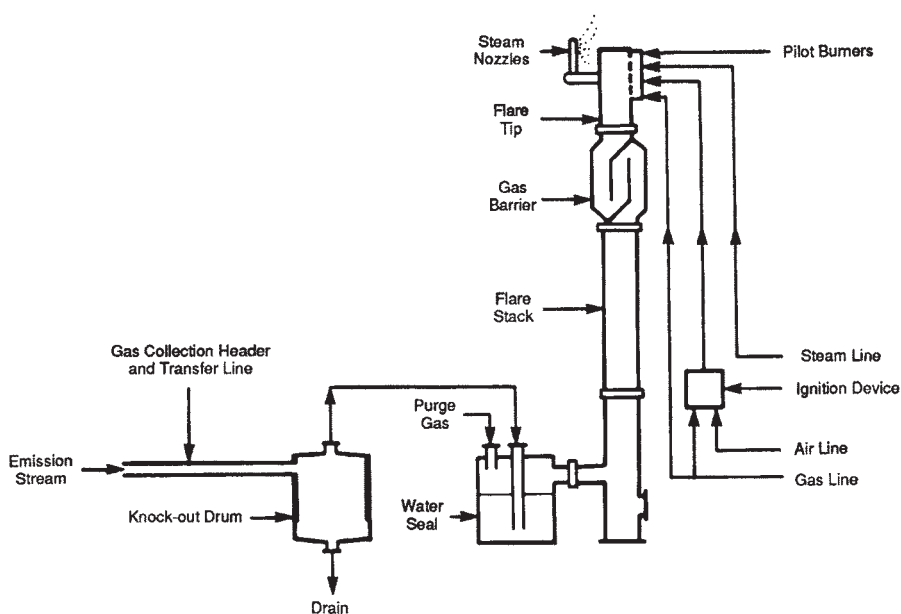 Steam
Nozzles
Pilot Burners
Flare
Tip
Gas
Barrier
Flare
Stack
Gas Collection Header
and Transfer Line
Steam Line
Ignition Device
Purge
Gas
Air Line
Emission
Stream
Gas Line
Knock-out Drum
Water
Seal
Drain